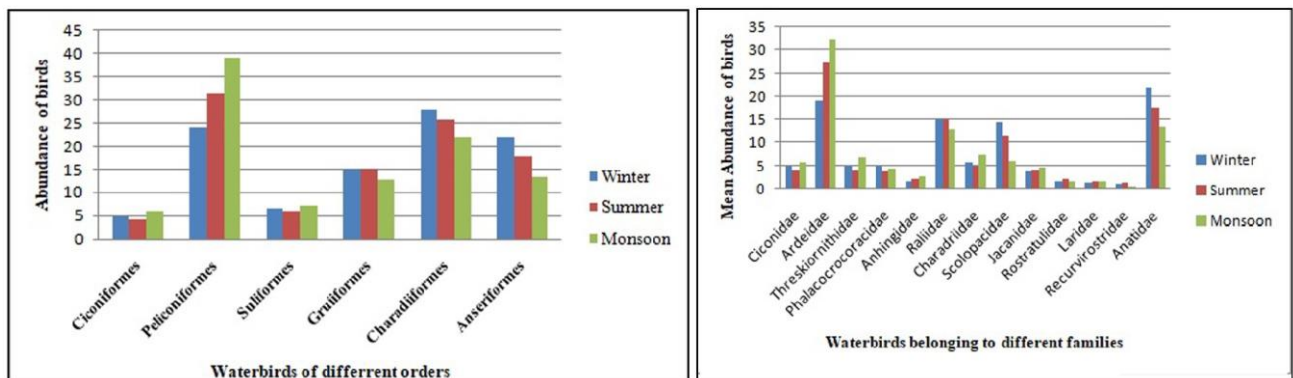 45
40
35
30
25
20
15
10
5
0
Abundance of birds
Ciconiformes
Peliconiformes
Suliformes
Gruiiformes
Charadiiformes
Anseriformes
Waterbirds of differrent orders
Winter
Summer
Monsoon
35
30
25
20
15
10
5
0
Mean Abundance of birds
Ciconidae
Ardeidae
Threskiornithidae
Phalacocrocoracidae
Anhingidae
Rallidae
Charadriidae
Scolopacidae
Jacanidae
Rostratulidae
Laridae
Recurvirostridae
Anatidae
Waterbirds belonging to different families
Winter
Summer
Monsoon